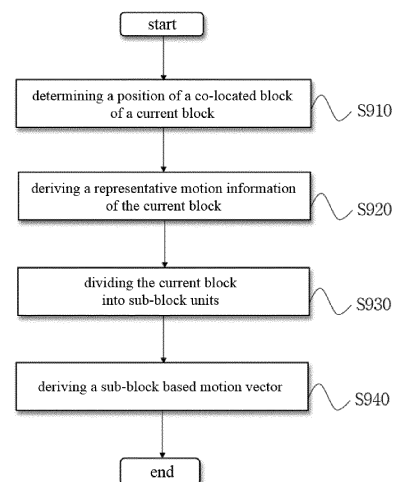 start
determining a position of a co-located block
of a current block
S910
deriving a representative motion information
of the current block
S920
dividing the current block
into sub-block units
S930
deriving a sub-block based motion vector
S940
end